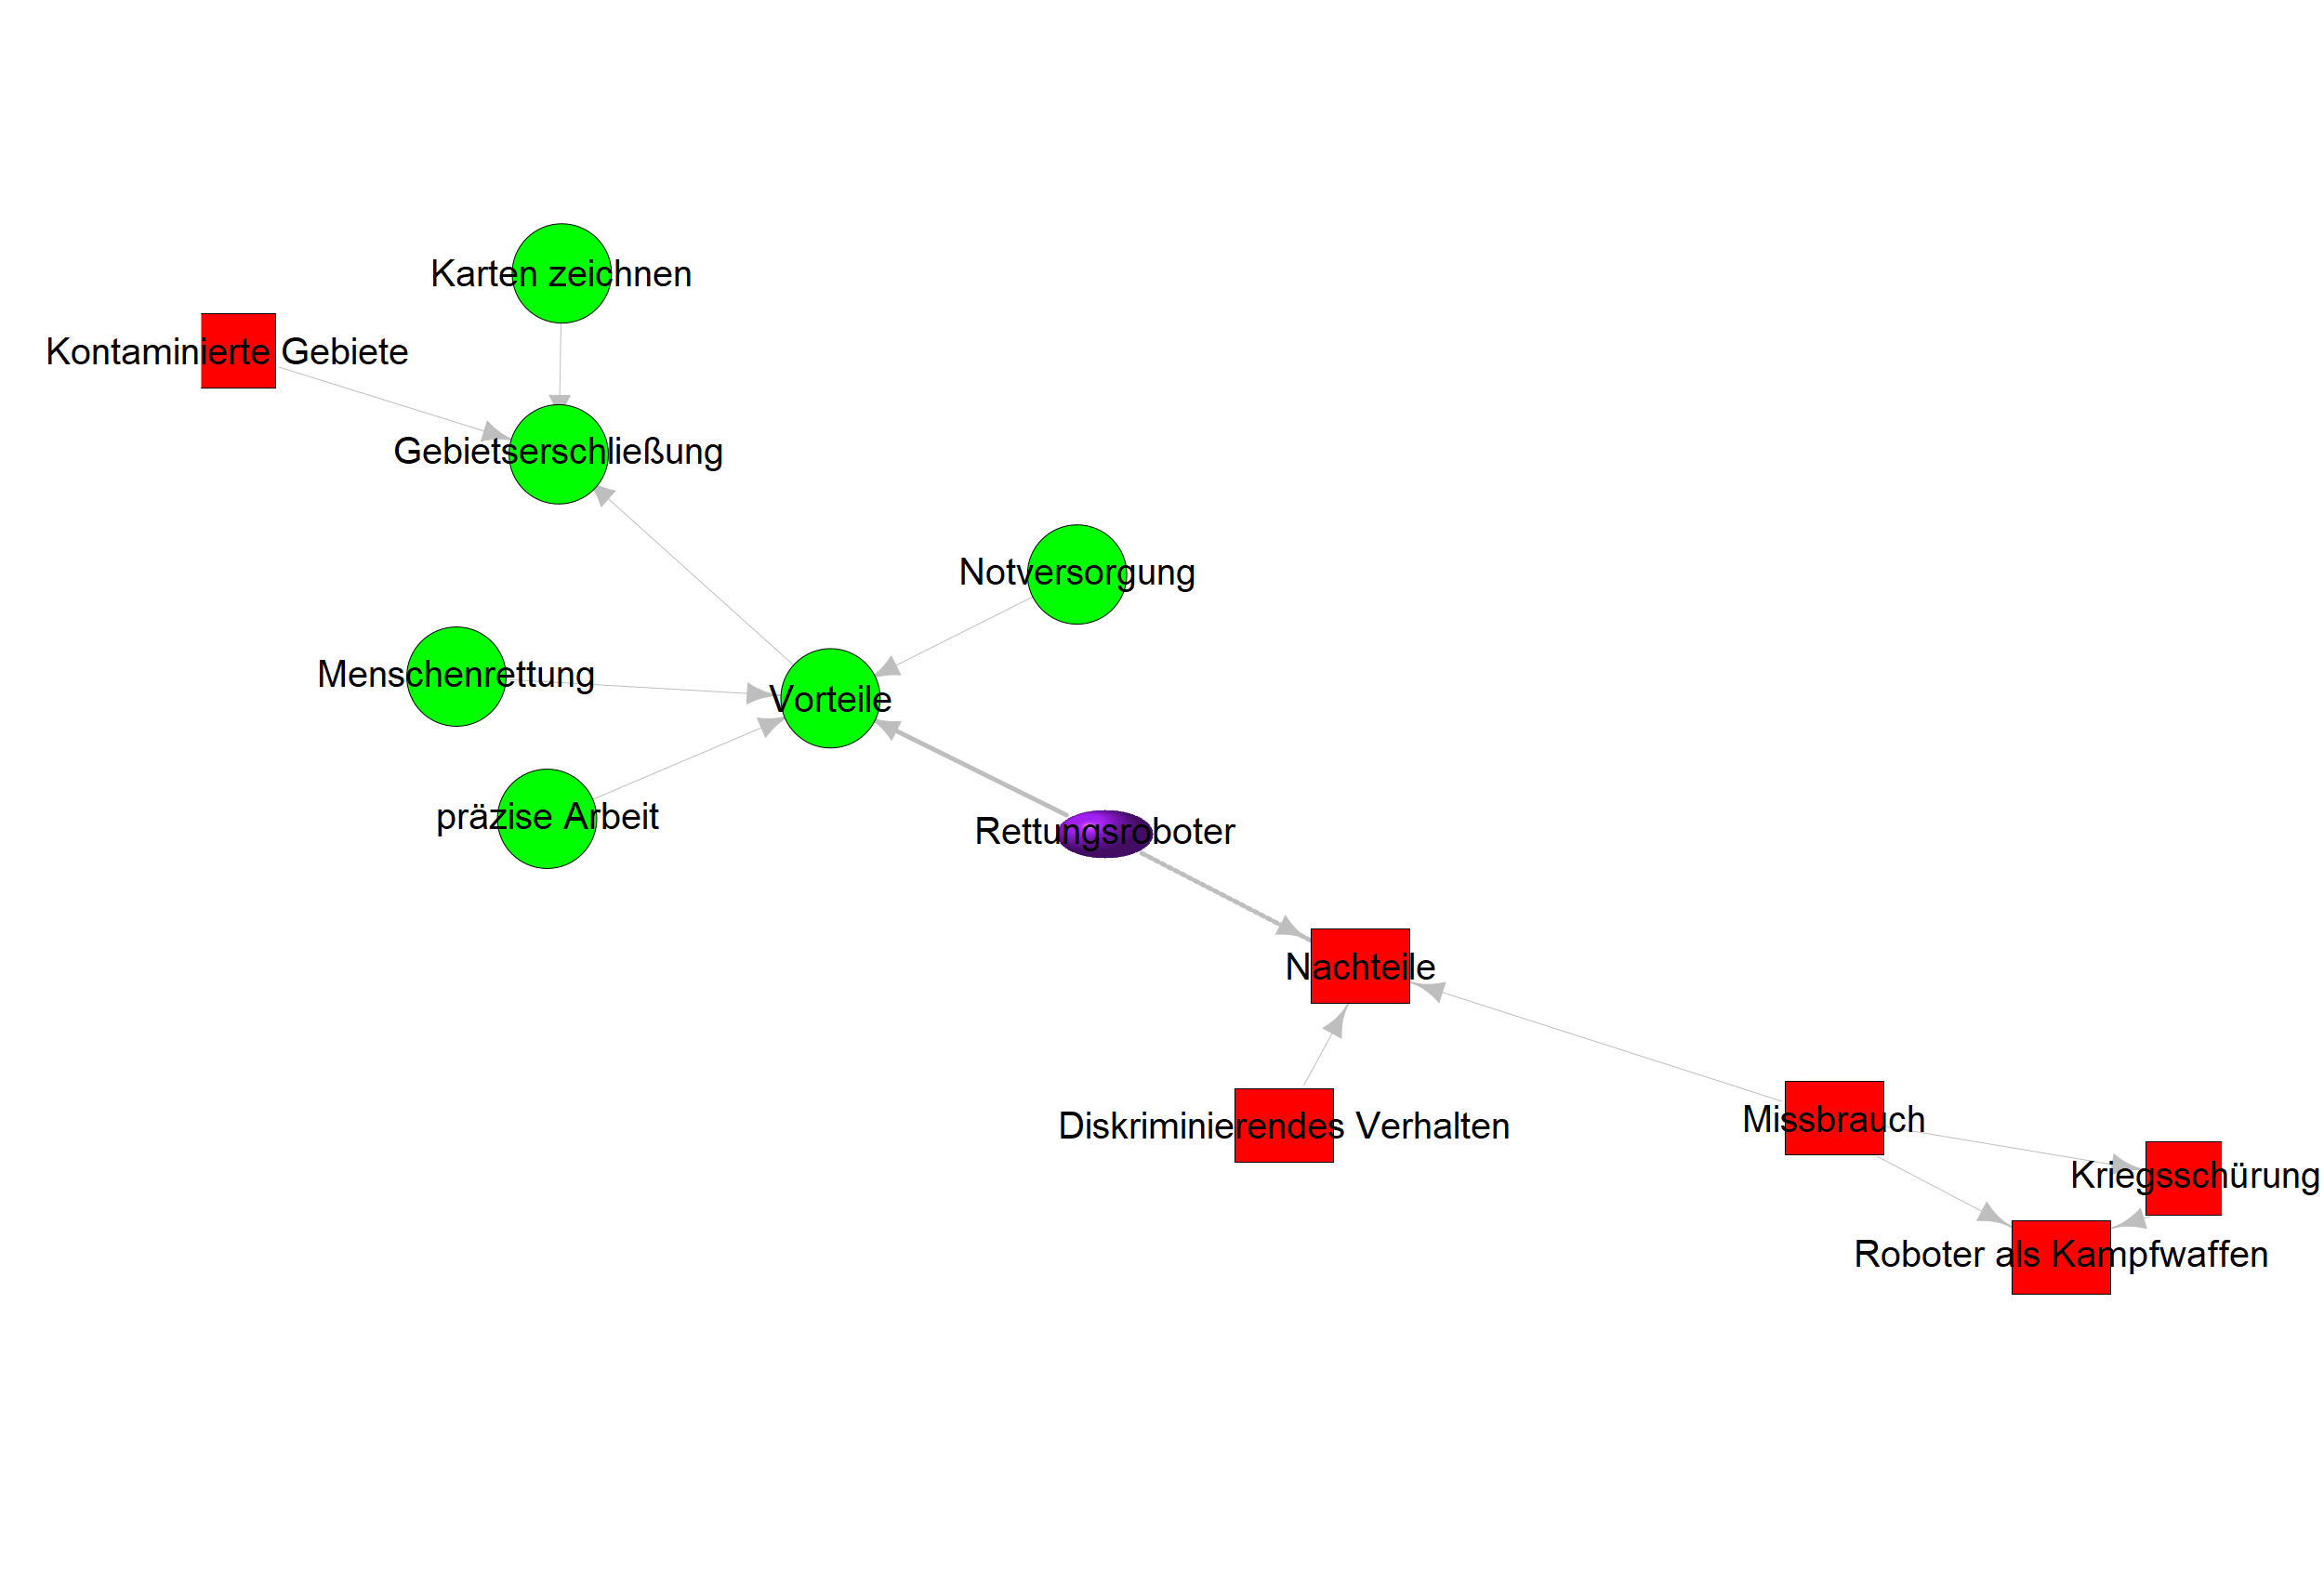 Karten zeichnen
Kontaminierte Gebiete
Gebietserschließung
Notversorgung
Menschenrettung
Vorteile
präzise Arbeit
Rettungsroboter
Nachteile
Diskriminierendes Verhalten
Missbrauch
Kriegsschürung
Roboter als Kampfwaffen